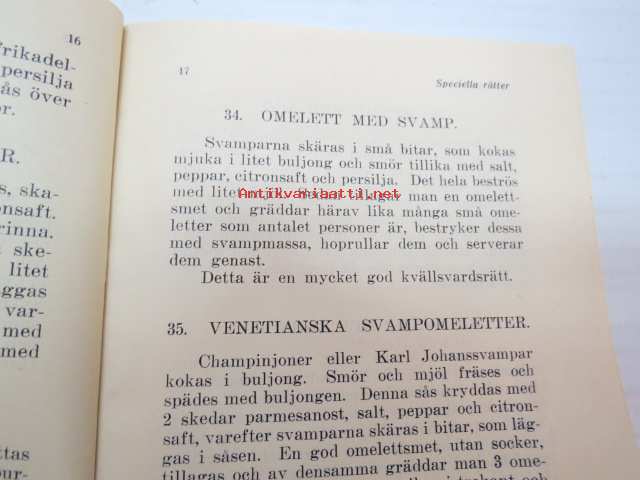 16
Frikadel-
persilja
ås över
or.
R.
s, ska-
onsaft.
rinna.
ske-
litet
ggas
var-
med
med
tas
our-
17
Speciella rätter
34. OMELETT MED SVAMP.
Svamparna skäras i små bitar, som kokas
mjuka i litet buljong och smör tillika med salt,
peppar, citronsaft och persilja. Det hela beströs
med litet man en omelett-
Antikvariaatti.net
smet och gräddar härav lika många små ome-
letter som antalet personer är, bestryker dessa
med svampmassa, hoprullar dem och serverar
dem genast.
Detta är en mycket god kvällsvardsrätt.
35. VENETIANSKA SVAMPOMELETTER.
Champinjoner eller Karl Johanssvampar
kokas i buljong. Smör och mjöl fräses och
spädes med buljongen. Denna sås kryddas med
2 skedar parmesanost, salt, peppar och citron-
saft, varefter svamparna skäras i bitar, som läg-
gas i såsen. En god omelettsmet, utan socker,
tillagas och av densamma gräddar man 3 ome-